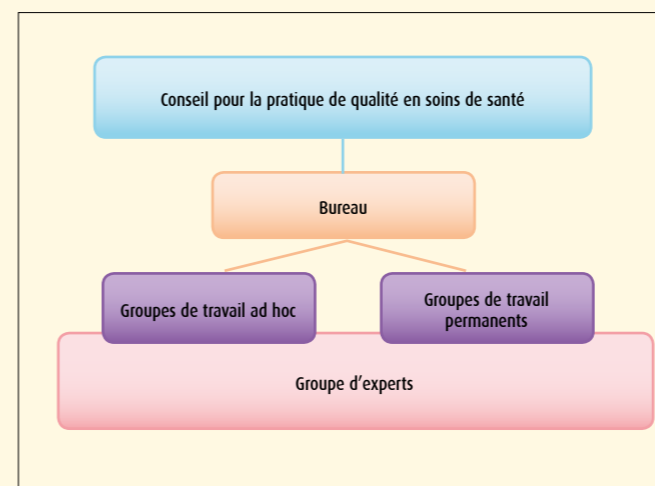 Conseil pour la pratique de qualité en soins de santé
Bureau
Groupes de travail ad hoc
Groupes de travail
permanents
Groupe d'experts